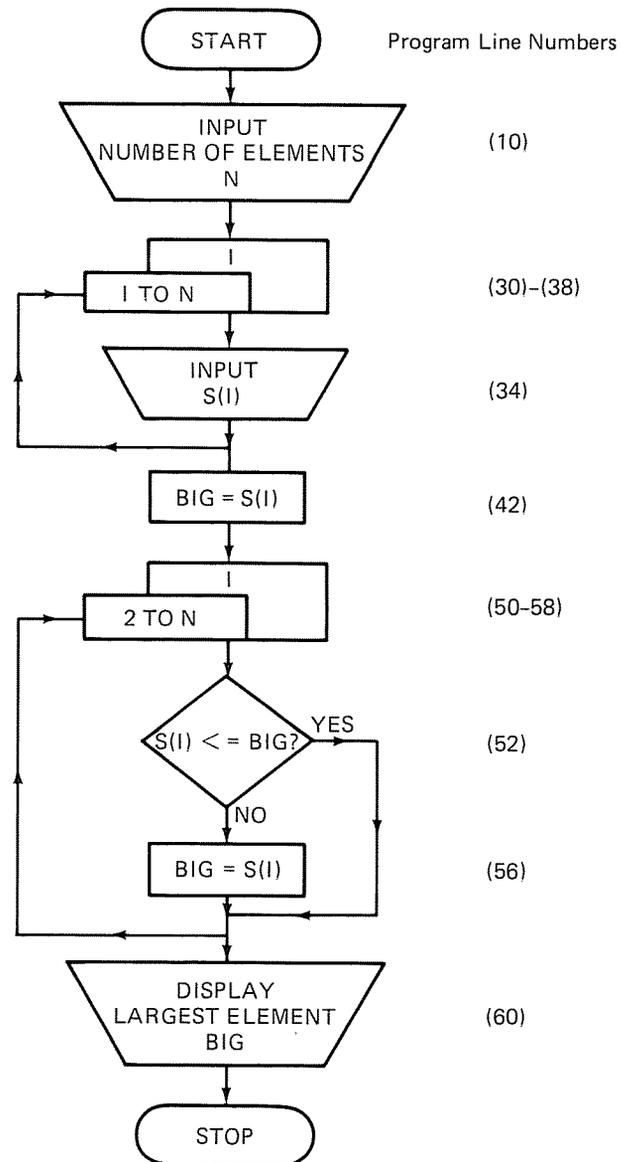 START
Program Line Numbers
INPUT
NUMBER OF ELEMENTS
N
(10)
I
1 TO N
(30)–(38)
INPUT
S(I)
(34)
BIG = S(I)
(42)
I
2 TO N
(50–58)
S(I) < = BIG?
YES
(52)
NO
BIG = S(I)
(56)
DISPLAY
LARGEST ELEMENT
BIG
(60)
STOP